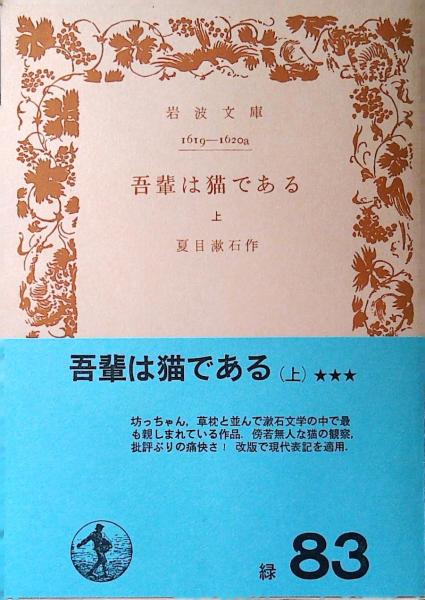 岩波文庫
1619—1620a
吾輩は猫である
上
夏目漱石作
吾輩は猫である(上)★★★
坊っちゃん，草枕と並んで漱石文学の中で最
も親しまれている作品．傍若無人な猫の観察，
批評ぶりの痛快さ！ 改版で現代表記を適用．
緑 83